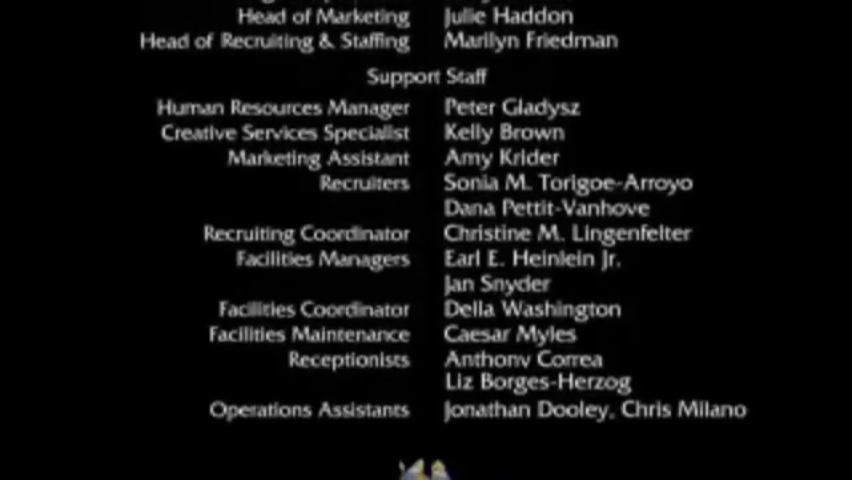 Head of Marketing Julie Haddon
Head of Recruiting & Staffing Marilyn Friedman
Support Staff
Human Resources Manager Peter Gladysz
Creative Services Specialist Kelly Brown
Marketing Assistant Amy Krider
Recruiters Sonia M. Torigoe-Arroyo
Dana Pettit-Vanhove
Recruiting Coordinator Christine M. Lingenfelter
Facilities Managers Earl E. Heinlein Jr.
Jan Snyder
Facilities Coordinator Della Washington
Facilities Maintenance Caesar Myles
Receptionists Anthony Correa
Liz Borges-Herzog
Operations Assistants Jonathan Dooley, Chris Milano